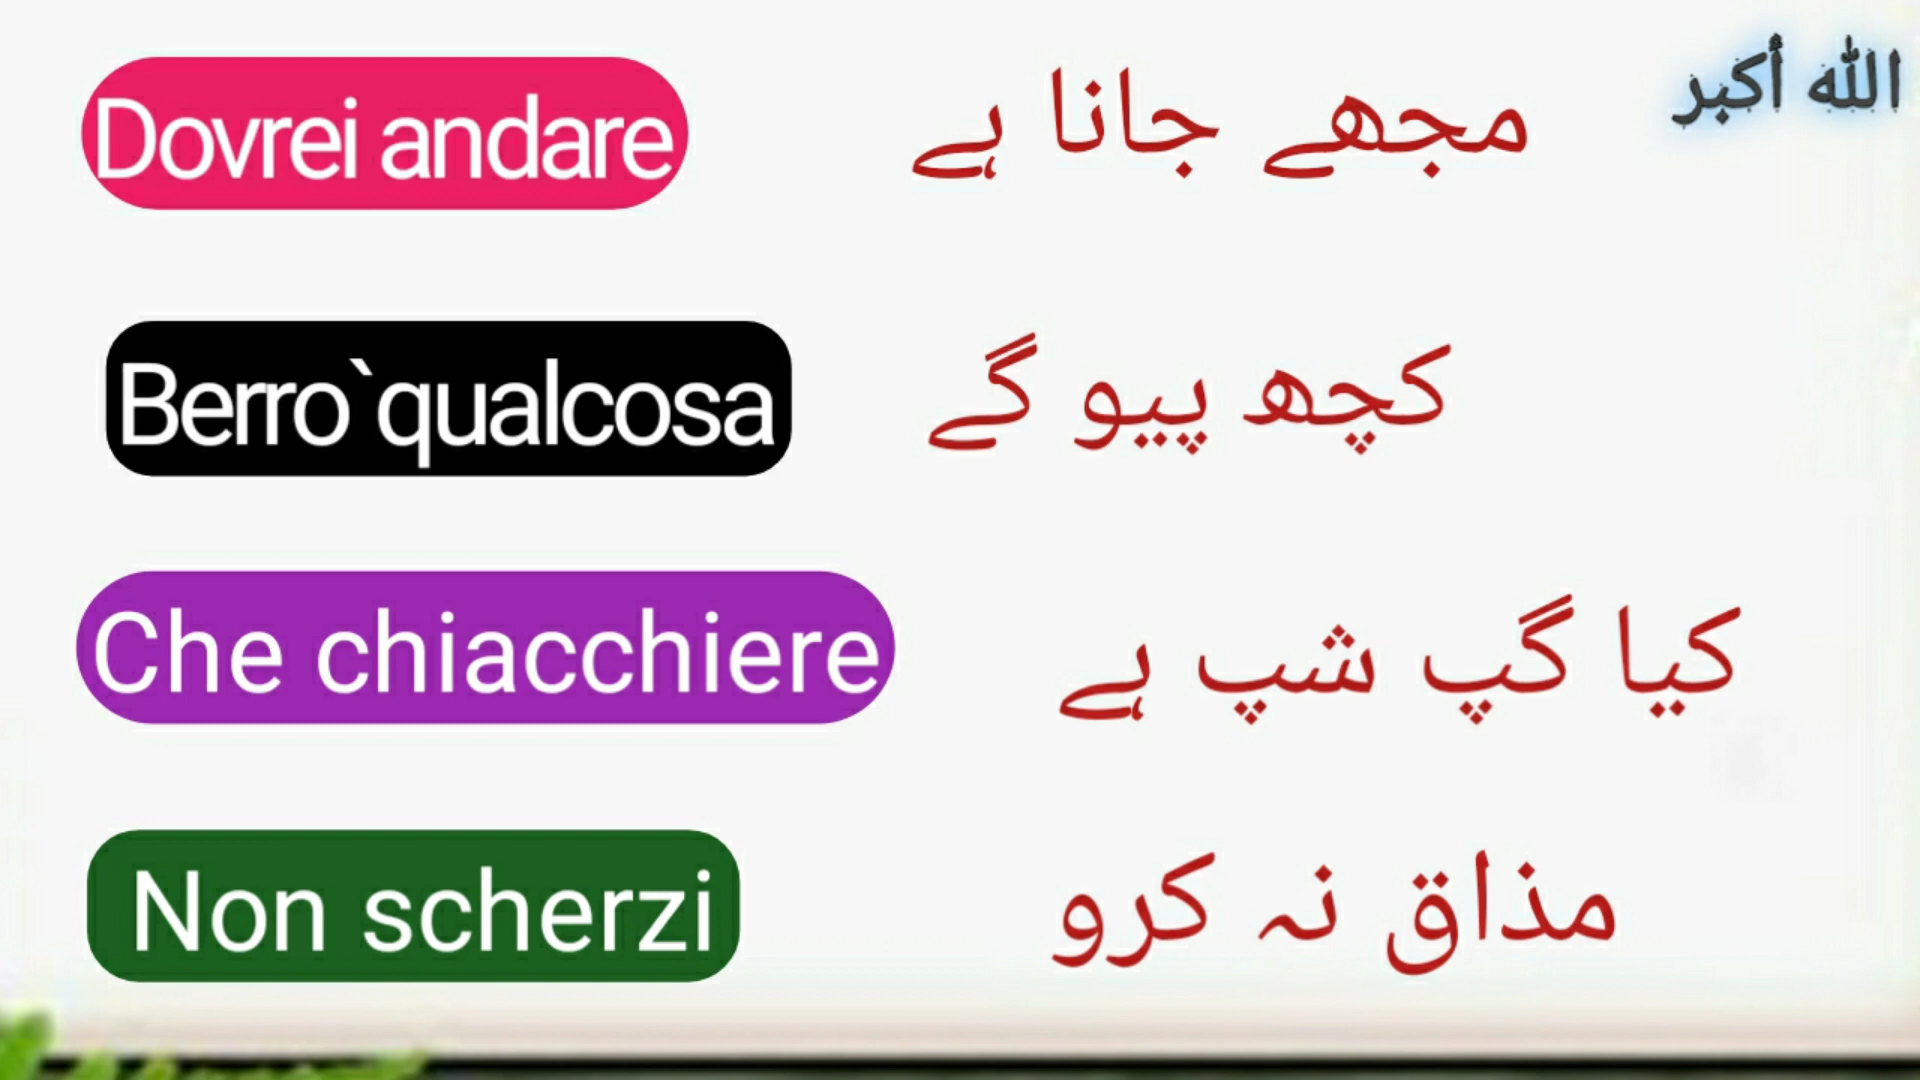 الله أكبر
Dovrei andare مجھے جانا ہے
Berro`qualcosa کچھ پیو گے
Che chiacchiere کیا گپ شپ ہے
Non scherzi مذاق نہ کرو